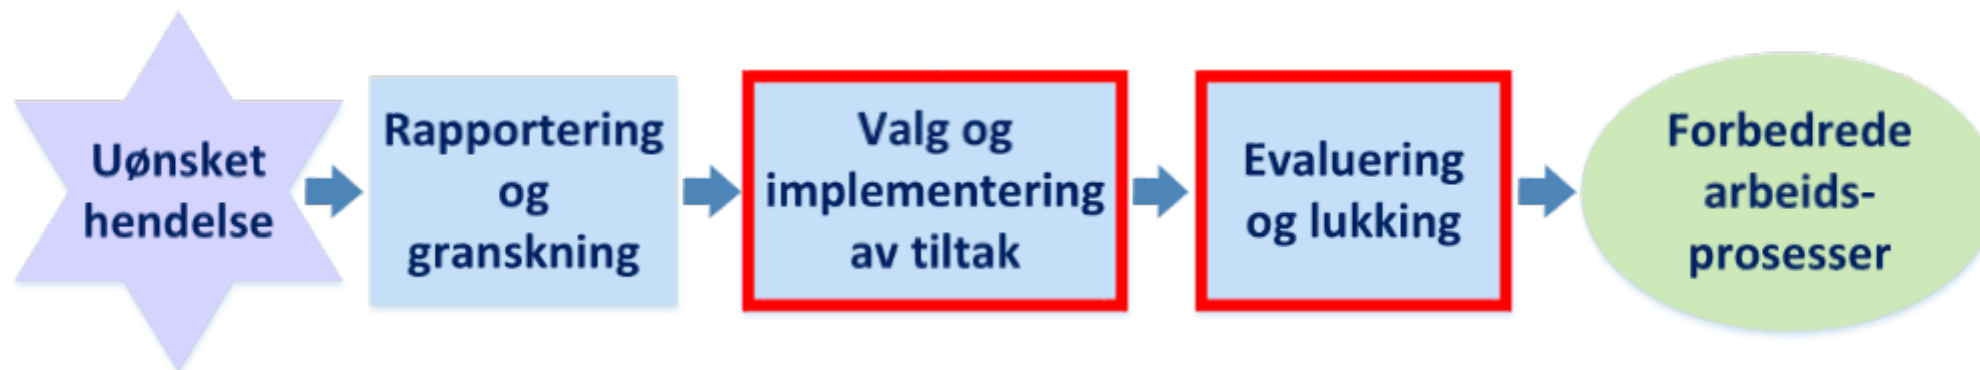 Uønsket
hendelse
Rapportering
og
granskning
Valg og
implementering
av tiltak
Evaluering
og lukking
Forbedrede
arbeids-
prosesser